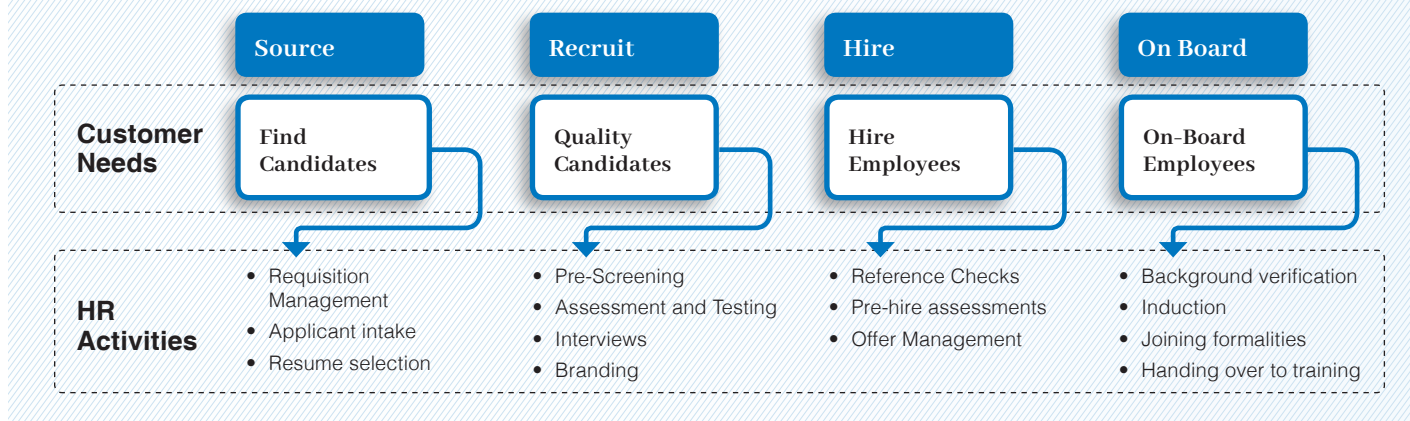 Source
Recruit
Hire
On Board
Customer
Needs
Find
Candidates
Quality
Candidates
Hire
Employees
On-Board
Employees
HR
Activities
• Requisition
Management
• Applicant intake
• Resume selection
• Pre-Screening
• Assessment and Testing
• Interviews
• Branding
• Reference Checks
• Pre-hire assessments
• Offer Management
• Background verification
• Induction
• Joining formalities
• Handing over to training